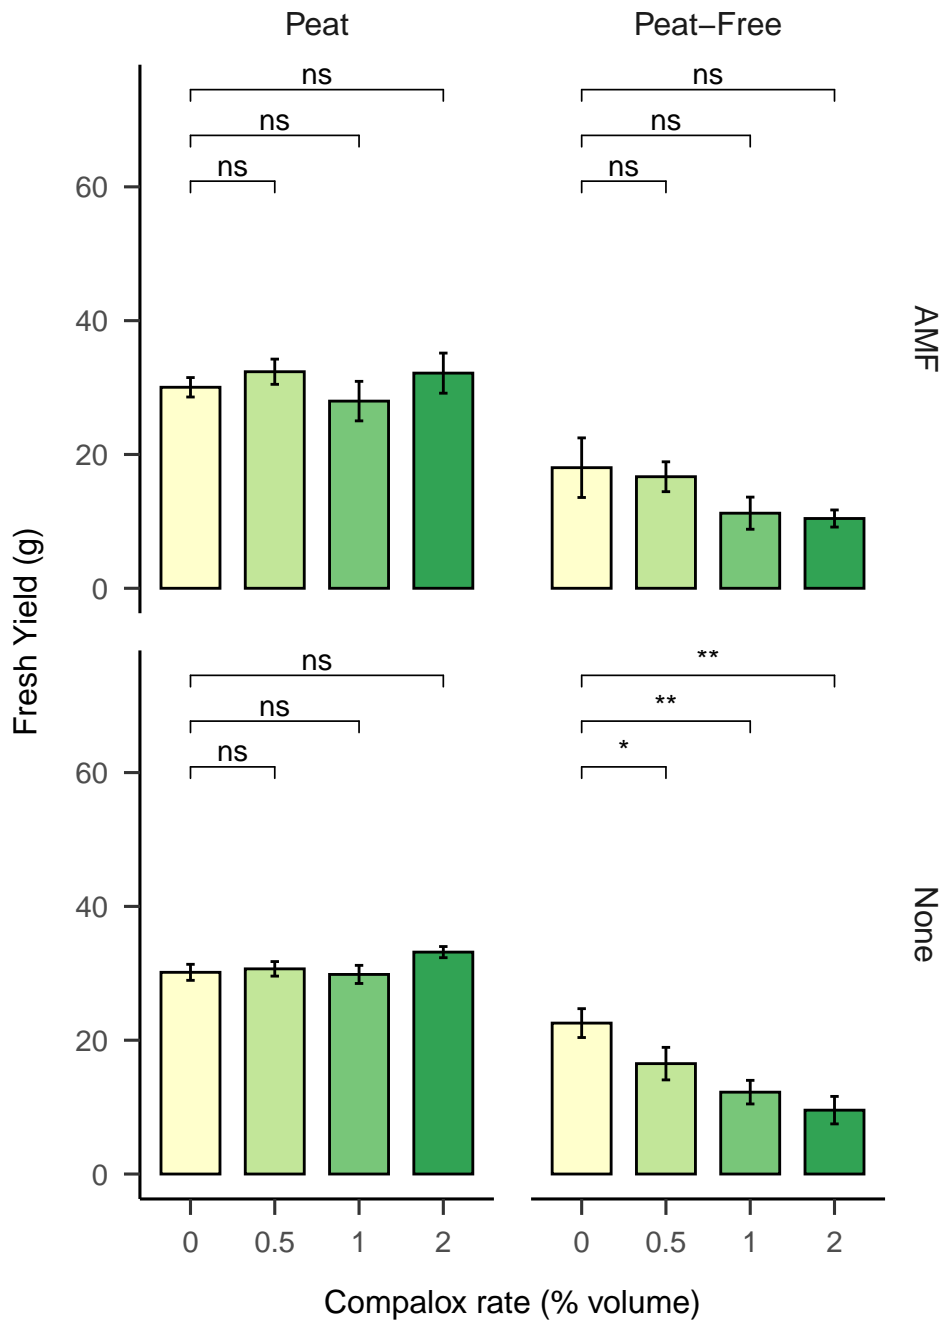 Peat Peat−Free
ns ns
ns ns
ns ns
60
40
20
0
AMF
Fresh Yield (g)
ns **
ns **
ns *
60
40
20
0
None
0 0.5 1 2 0 0.5 1 2
Compalox rate (% volume)